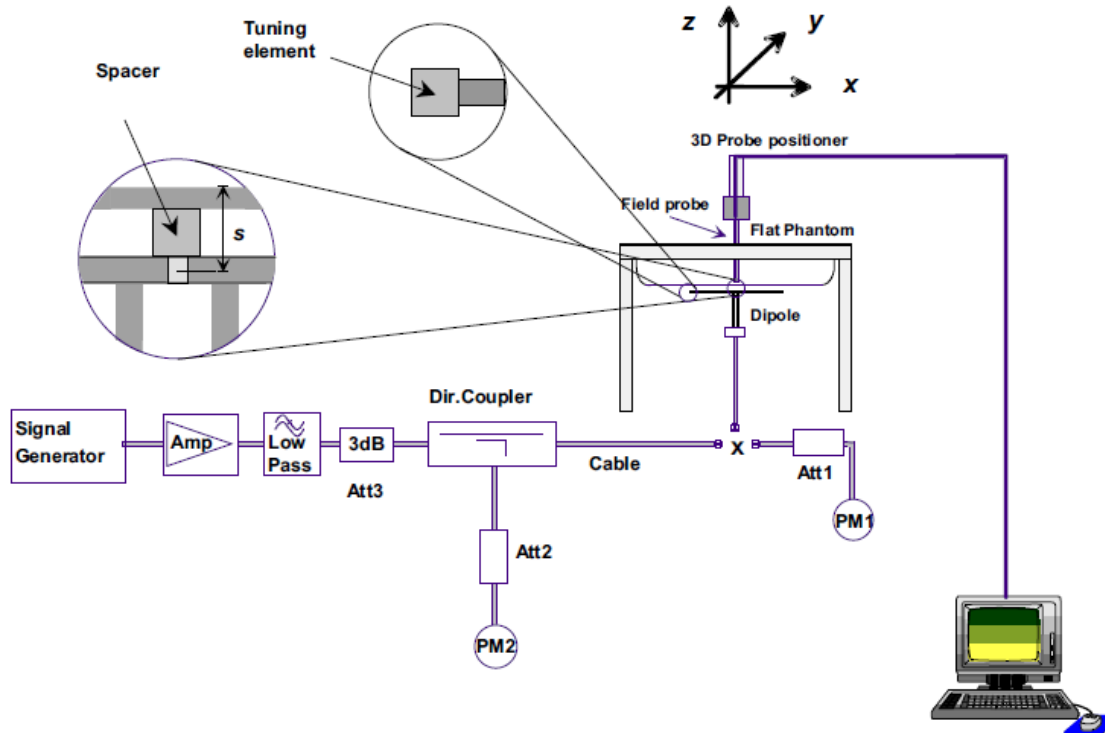 Tuning
element
Spacer
s
z
y
x
3D Probe positioner
Field probe
Flat Phantom
Dipole
Dir.Coupler
Signal
Generator
Amp
Low
Pass
3dB
Att3
Cable
X
Att1
PM1
Att2
PM2